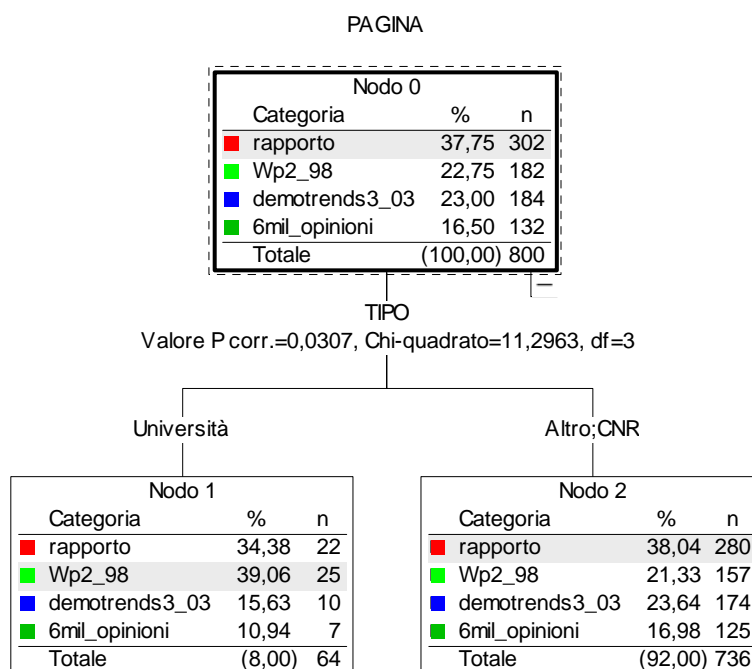 PAGINA
Nodo 0
Categoria % n
rapporto 37,75 302
Wp2_98 22,75 182
demotrends3_03 23,00 184
6mil_opinioni 16,50 132
Totale (100,00) 800
TIPO
Valore P corr.=0,0307, Chi-quadrato=11,2963, df=3
Università
Altro;CNR
Nodo 1
Categoria % n
rapporto 34,38 22
Wp2_98 39,06 25
demotrends3_03 15,63 10
6mil_opinioni 10,94 7
Totale (8,00) 64
Nodo 2
Categoria % n
rapporto 38,04 280
Wp2_98 21,33 157
demotrends3_03 23,64 174
6mil_opinioni 16,98 125
Totale (92,00) 736